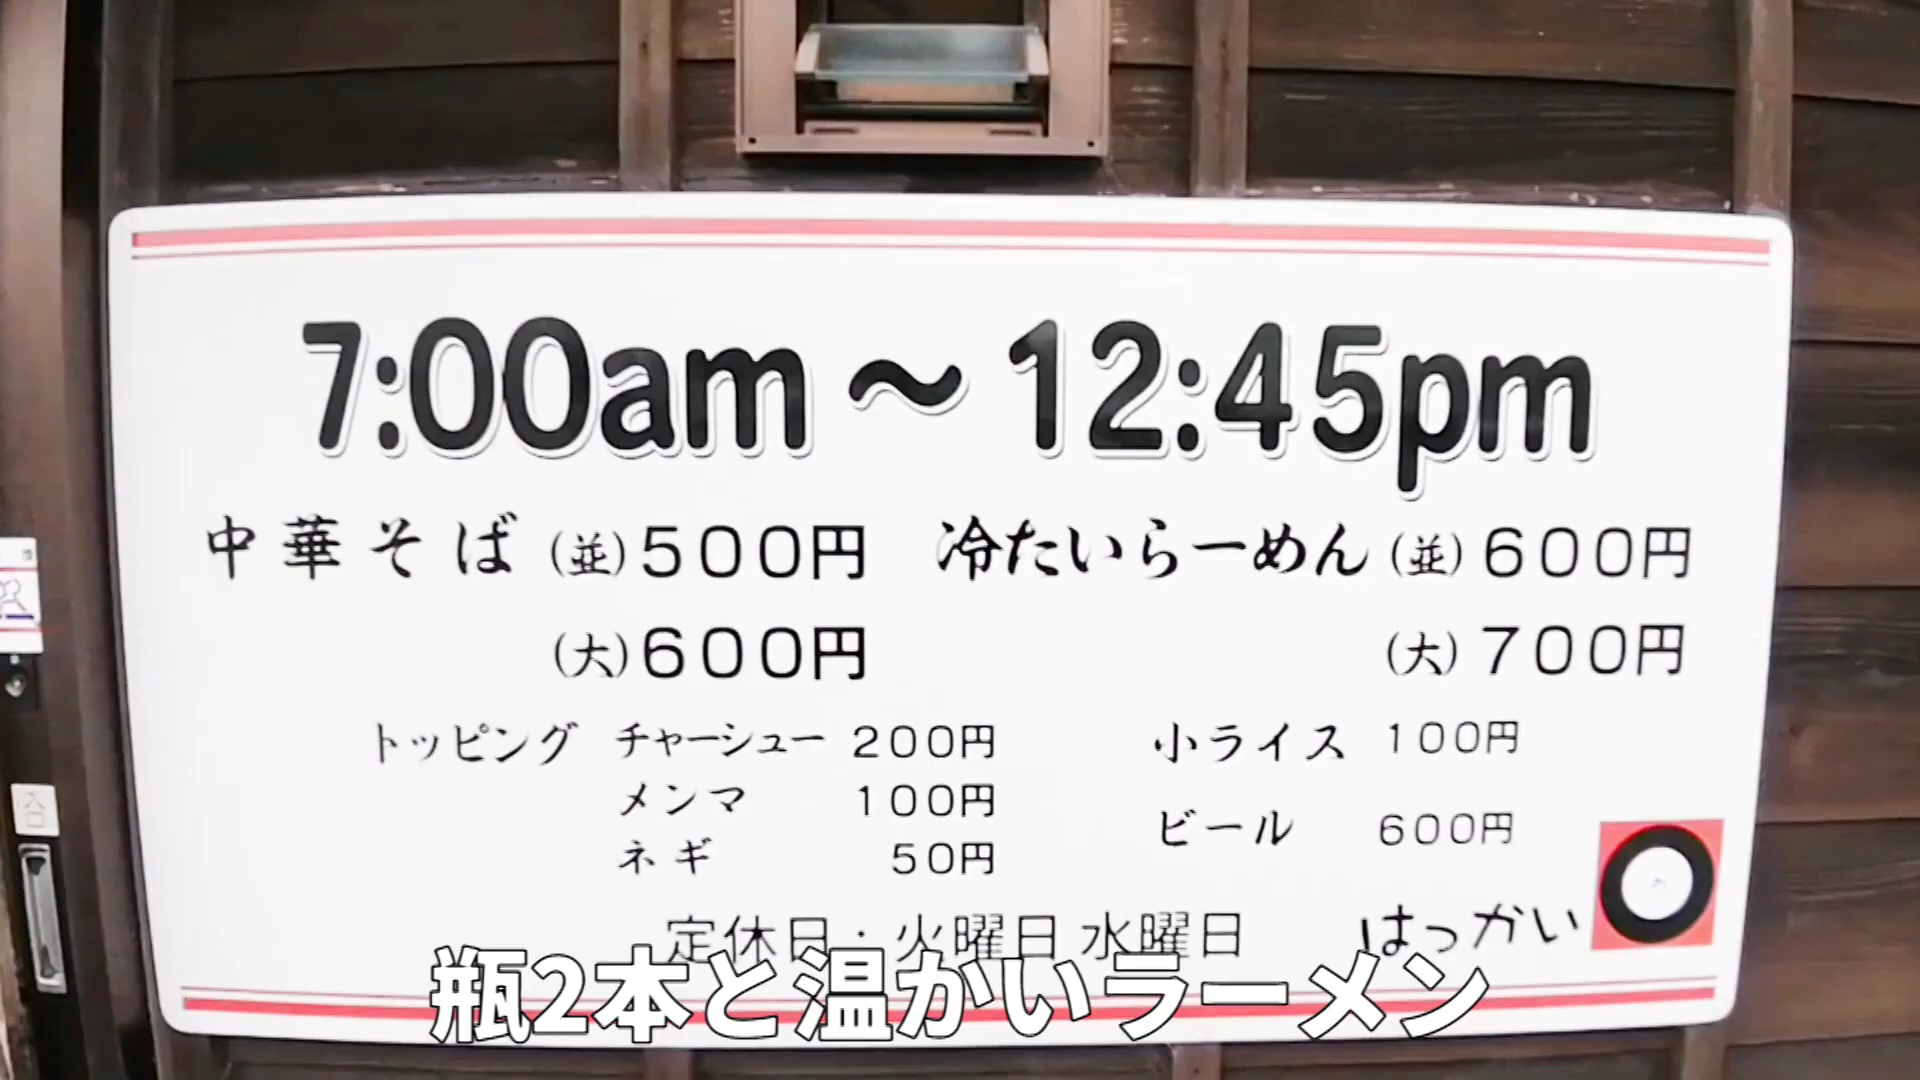 7:00am～12:45pm
中華そば (並) 500円 冷たいらーめん (並) 600円
(大) 600円 (大) 700円
トッピング チャーシュー 200円 小ライス 100円
メンマ 100円
ビール 600円
ネギ 50円
定休日・火曜日 水曜日 はっかい
瓶2本と温かいラーメン
入口